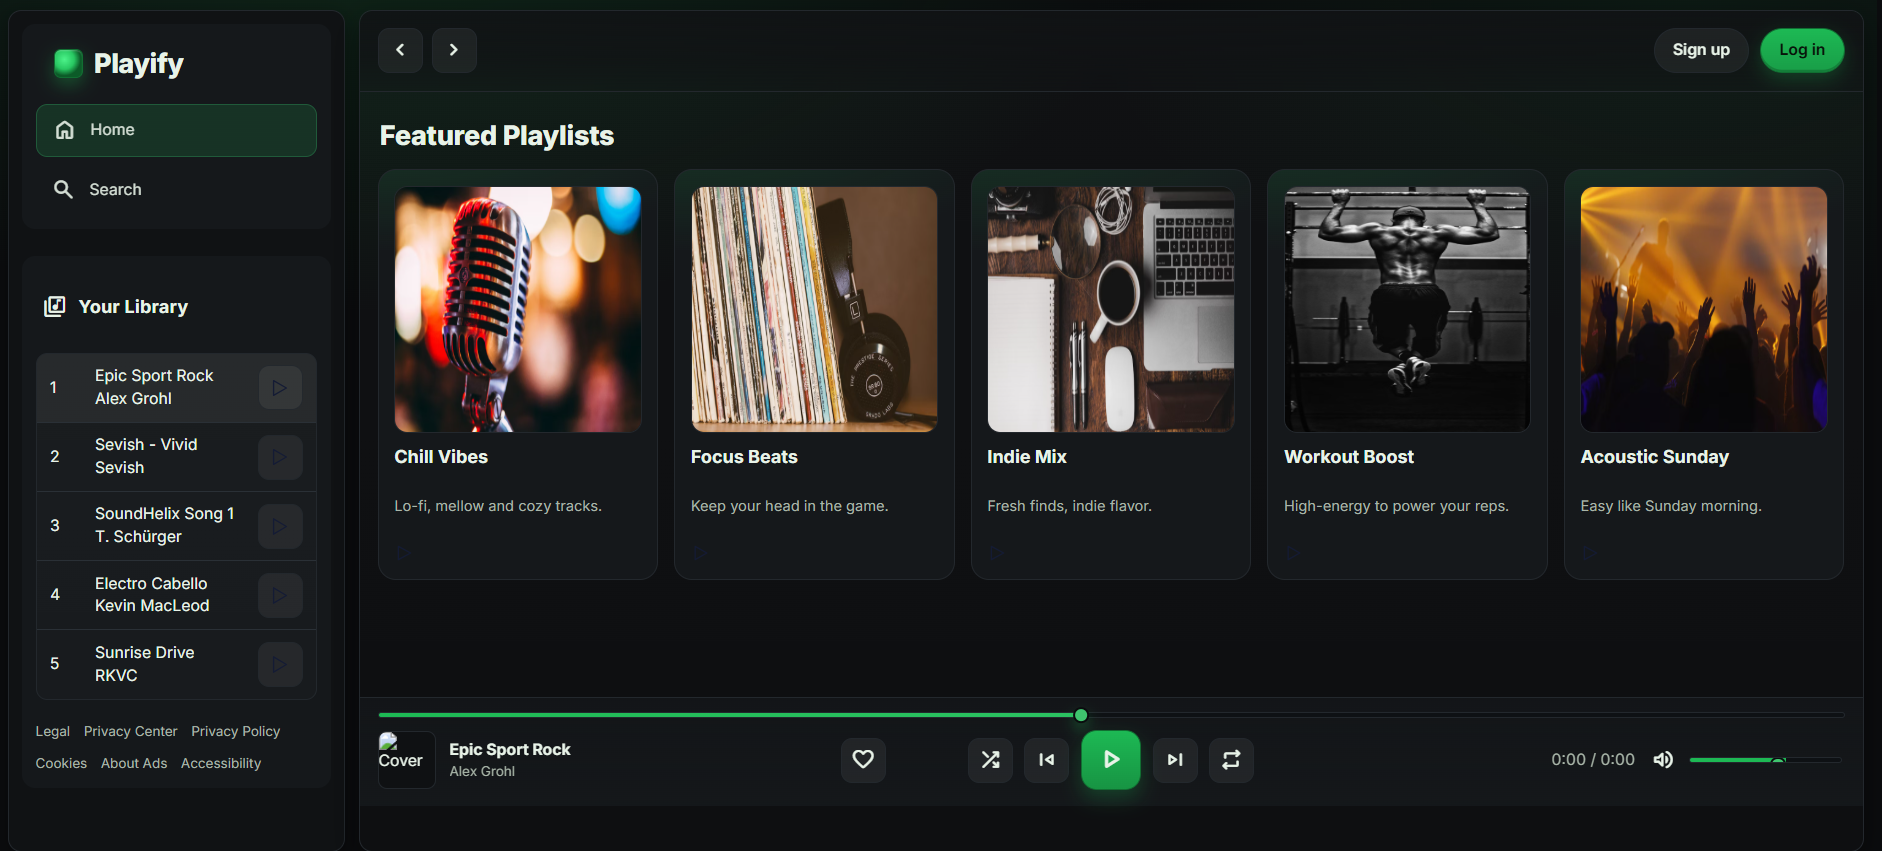 Playify
Home
Search
Your Library
1
Epic Sport Rock
Alex Grohl
2
Sevish - Vivid
Sevish
3
SoundHelix Song 1
T. Schürger
4
Electro Cabello
Kevin MacLeod
5
Sunrise Drive
RKVC
Legal Privacy Center Privacy Policy
Cookies About Ads Accessibility
Sign up
Log in
Featured Playlists
Chill Vibes
Lo-fi, mellow and cozy tracks.
Focus Beats
Keep your head in the game.
Indie Mix
Fresh finds, indie flavor.
Workout Boost
High-energy to power your reps.
Acoustic Sunday
Easy like Sunday morning.
Cover
Epic Sport Rock
Alex Grohl
0:00 / 0:00